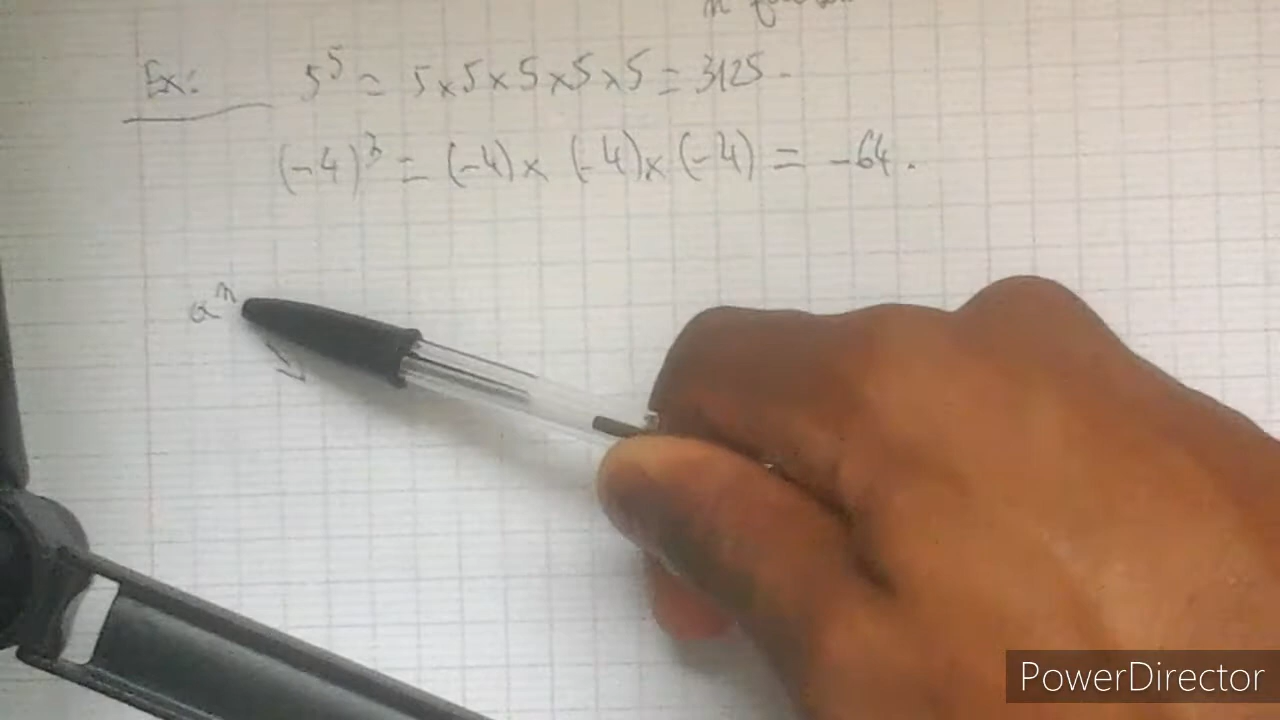 Ex: 5⁵ = 5 x 5 x 5 x 5 x 5 = 3125.
(-4)³ = (-4) x (-4) x (-4) = -64.
aⁿ
PowerDirector